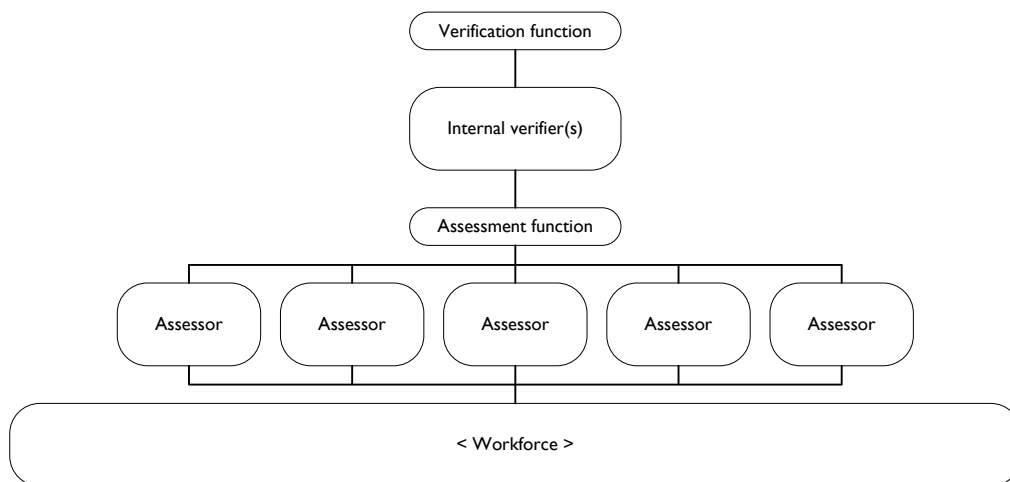 Verification function
Internal verifier(s)
Assessment function
Assessor Assessor Assessor Assessor Assessor
< Workforce >